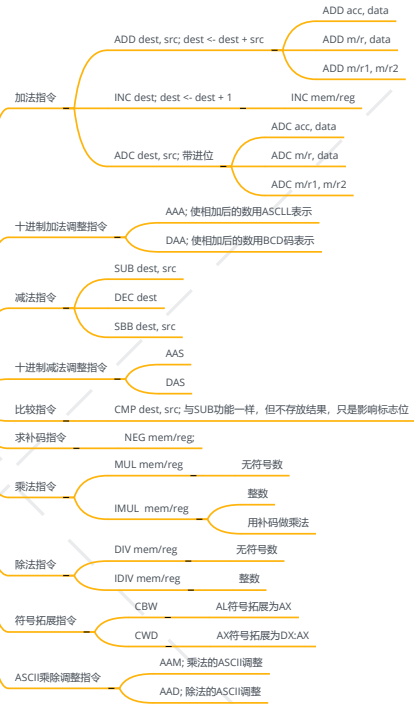 加法指令
ADD dest, src; dest <- dest + src
ADD acc, data
ADD m/r, data
ADD m/r1, m/r2
INC dest; dest <- dest + 1
INC mem/reg
ADC dest, src; 带进位
ADC acc, data
ADC m/r, data
ADC m/r1, m/r2
十进制加法调整指令
AAA; 使相加后的数用ASCLL表示
DAA; 使相加后的数用BCD码表示
减法指令
SUB dest, src
DEC dest
SBB dest, src
十进制减法调整指令
AAS
DAS
比较指令
CMP dest, src; 与SUB功能一样，但不存放结果，只是影响标志位
求补码指令
NEG mem/reg;
乘法指令
MUL mem/reg
无符号数
IMUL mem/reg
整数
用补码做乘法
除法指令
DIV mem/reg
无符号数
IDIV mem/reg
整数
符号拓展指令
CBW
AL符号拓展为AX
CWD
AX符号拓展为DX:AX
ASCII乘除调整指令
AAM; 乘法的ASCII调整
AAD; 除法的ASCII调整